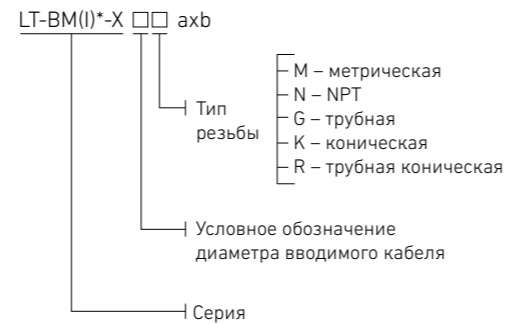 LT-BM(I)*-X □□ axb
Тип
резьбы
M – метрическая
N – NPT
G – трубная
K – коническая
R – трубная коническая
Условное обозначение
диаметра вводимого кабеля
Серия